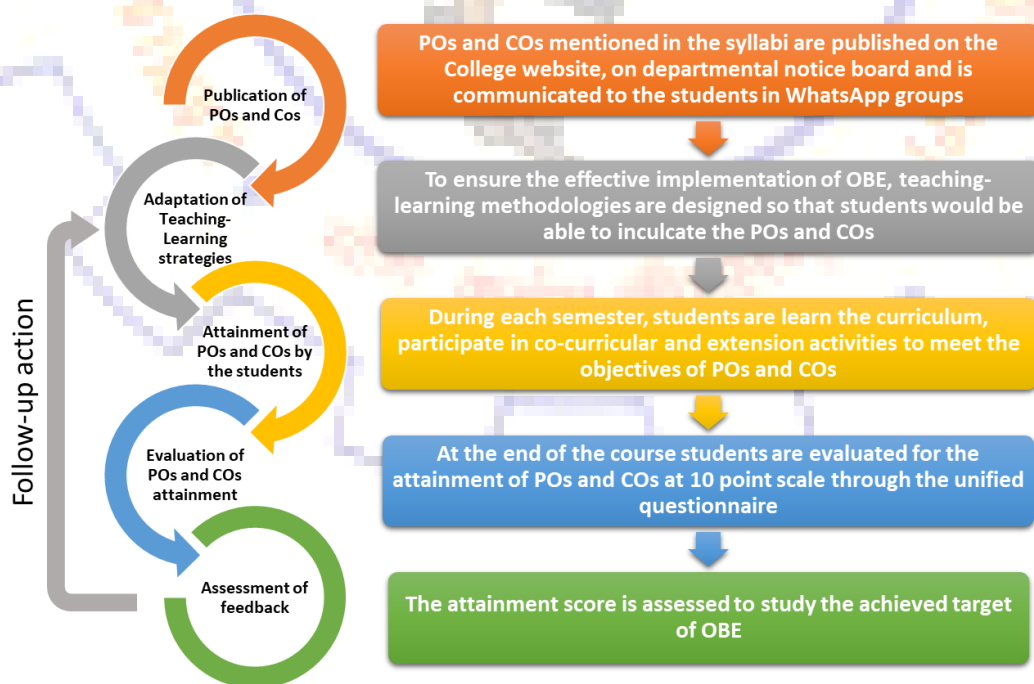 Publication of
POs and Cos
POs and COs mentioned in the syllabi are published on the
College website, on departmental notice board and is
communicated to the students in WhatsApp groups
Adaptation of
Teaching-
Learning
strategies
To ensure the effective implementation of OBE, teaching-
learning methodologies are designed so that students would be
able to inculcate the POs and COs
Attainment of
POs and COs by
the students
During each semester, students are learn the curriculum,
participate in co-curricular and extension activities to meet the
objectives of POs and COs
Evaluation of
POs and COs
attainment
At the end of the course students are evaluated for the
attainment of POs and COs at 10 point scale through the unified
questionnaire
Assessment of
feedback
The attainment score is assessed to study the achieved target
of OBE
Follow-up action